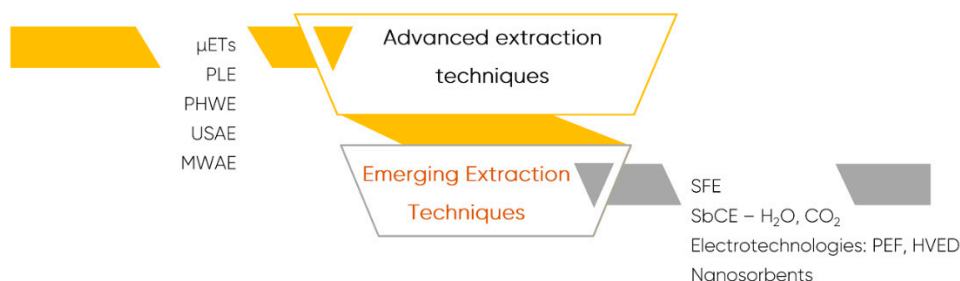 Advanced extraction
techniques
μETs
PLE
PHWE
USAE
MWAE
Emerging Extraction
Techniques
SFE
SbCE – H₂O, CO₂
Electrotechnologies: PEF, HVED
Nanosorbents